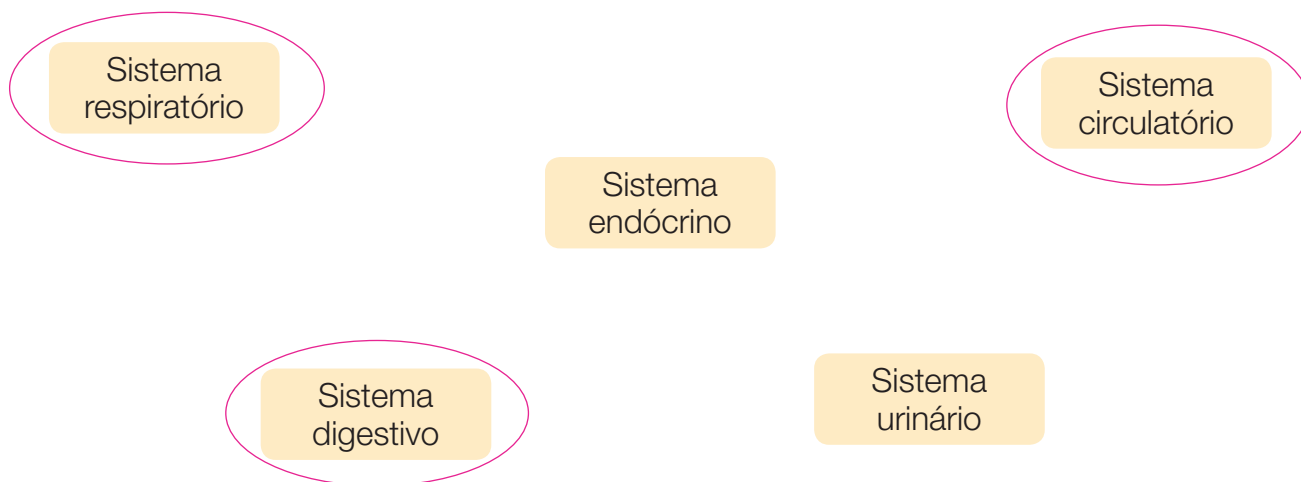 Sistema
respiratório
Sistema
circulatório
Sistema
endócrino
Sistema
digestivo
Sistema
urinário